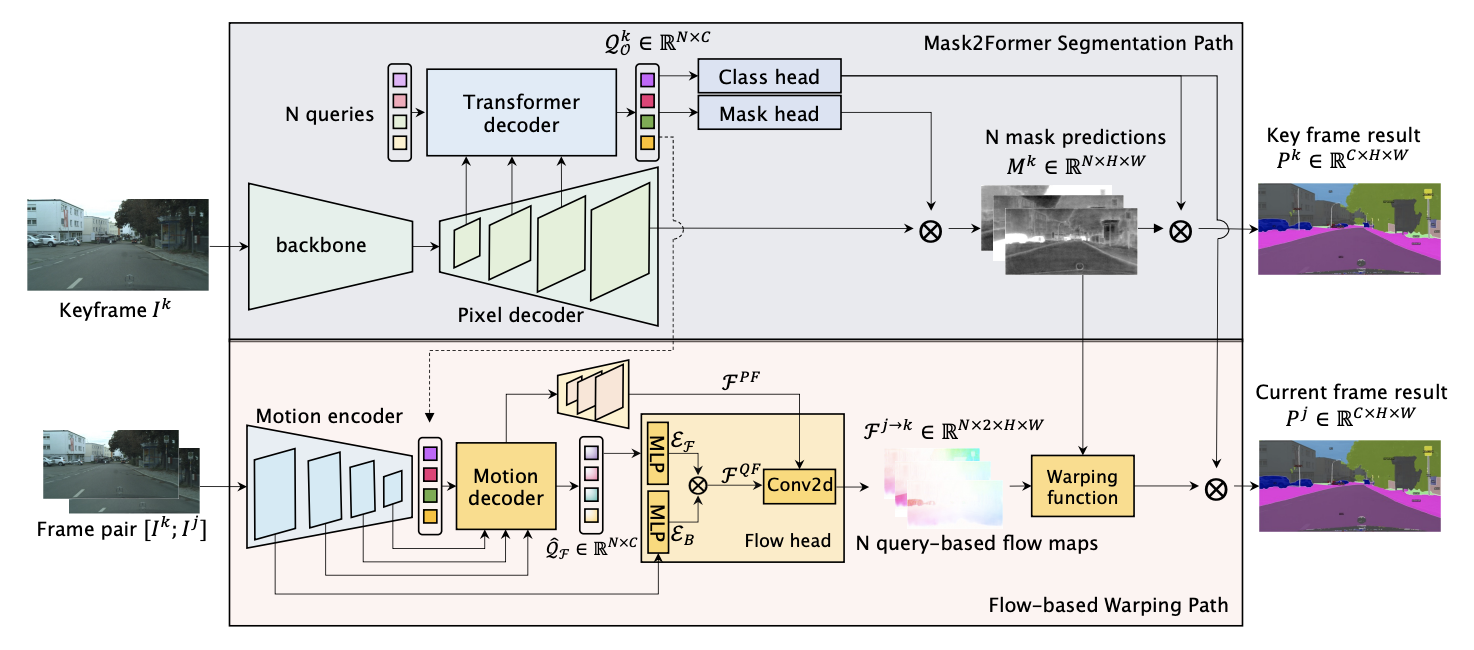 Mask2Former Segmentation Path
$\mathcal{Q}_{\mathcal{O}}^{k} \in \mathbb{R}^{N \times C}$
N queries
Transformer
decoder
Class head
Mask head
N mask predictions
$M^{k} \in \mathbb{R}^{N \times H \times W}$
Key frame result
$P^{k} \in \mathbb{R}^{C \times H \times W}$
backbone
Keyframe $I^{k}$
Pixel decoder
Motion encoder
$\mathcal{F}^{PF}$
Current frame result
$P^{j} \in \mathbb{R}^{C \times H \times W}$
Motion
decoder
MLP
$\mathcal{E}_{\mathcal{F}}$
$\mathcal{F}^{QF}$
Conv2d
$\mathcal{F}^{j \to k} \in \mathbb{R}^{N \times 2 \times H \times W}$
Warping
function
Frame pair $[I^{k}; I^{j}]$
MLP
$\mathcal{E}_{B}$
Flow head
$\hat{\mathcal{Q}}_{\mathcal{F}} \in \mathbb{R}^{N \times C}$
N query-based flow maps
Flow-based Warping Path